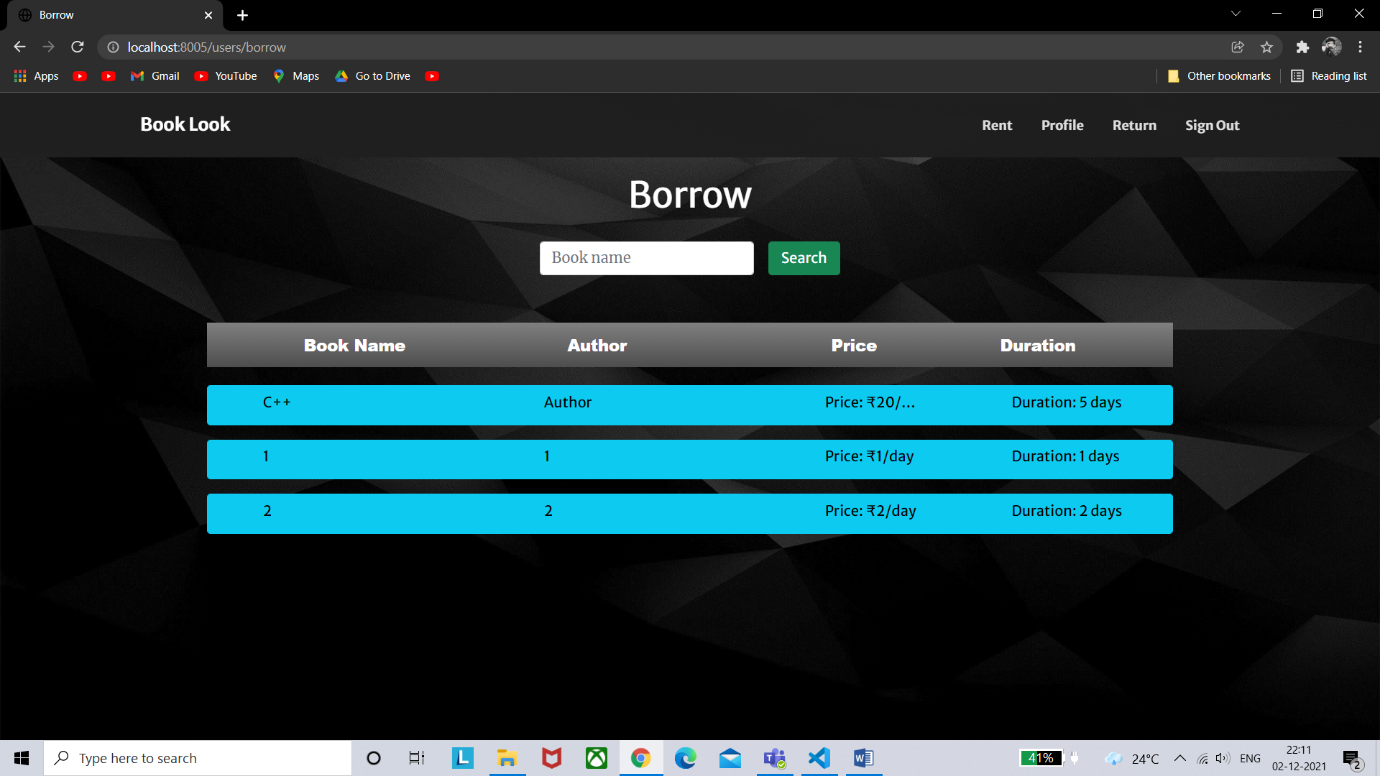 Borrow
localhost:8005/users/borrow
Apps Gmail YouTube Maps Go to Drive Other bookmarks Reading list
Book Look Rent Profile Return Sign Out
Borrow
Book name Search
Book Name Author Price Duration
C++ Author Price: ₹20/... Duration: 5 days
1 1 Price: ₹1/day Duration: 1 days
2 2 Price: ₹2/day Duration: 2 days
Type here to search L W 41% 24°C ENG 22:11
02-12-2021 2